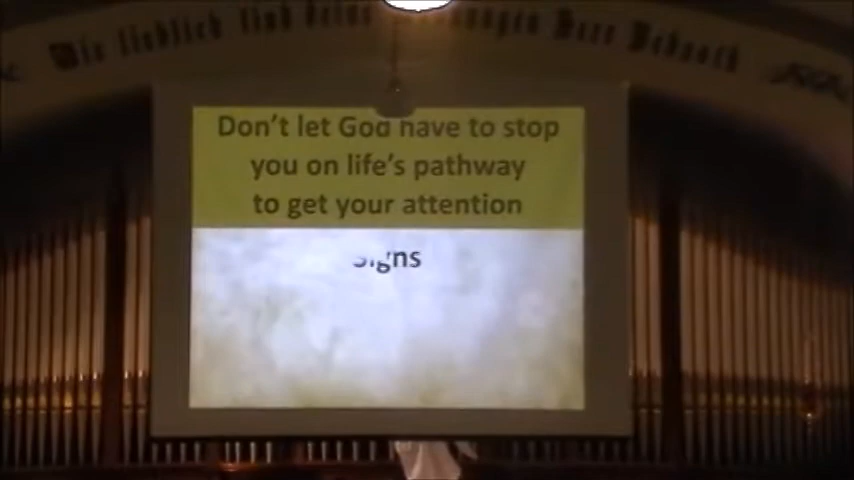 Wie lieblich sind deine Wohnungen Herr Zebaoth
Don't let God have to stop
you on life's pathway
to get your attention
Signs